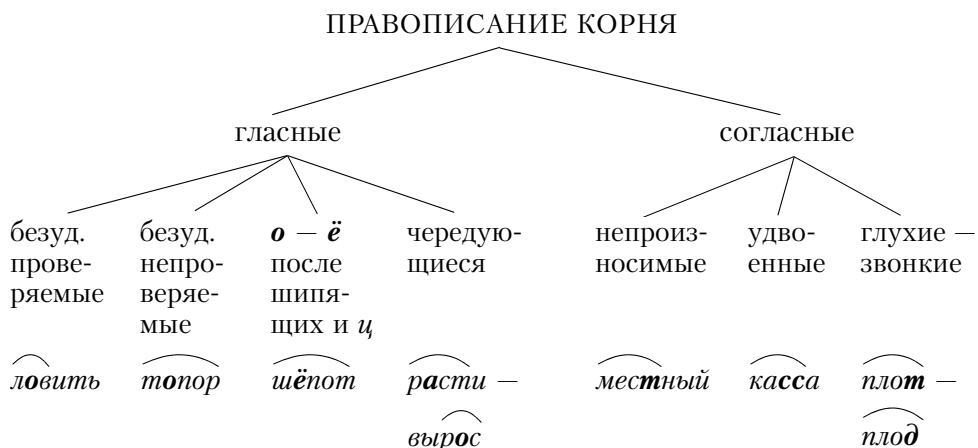 ПРАВОПИСАНИЕ КОРНЯ
гласные
согласные
безуд.
прове-
ряемые
безуд.
непро-
веряе-
мые
о — ё
после
шипя-
щих и ц
чередую-
щиеся
непроиз-
носимые
удво-
енные
глухие —
звонкие
ловить
топор
шёпот
расти —
вырос
местный
касса
плот —
плод